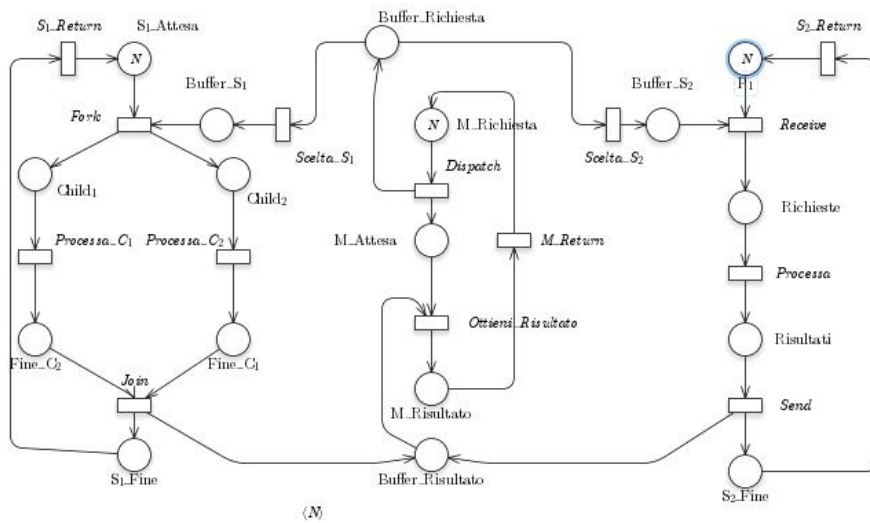 S₁_Return
S₁_Attesa
Buffer_Richiesta
S₂_Return
N
N
P₁
Buffer_S₁
Buffer_S₂
Fork
N
M_Richiesta
Receive
Scelta_S₁
Scelta_S₂
Dispatch
Child₁
Child₂
Richieste
Processa_C₁
Processa_C₂
M_Attesa
M_Return
Processa
Ottieni_Risultato
Risultati
Fine_C₂
Fine_C₁
Join
M_Risultato
Send
S₁_Fine
Buffer_Risultato
S₂_Fine
⟨N⟩